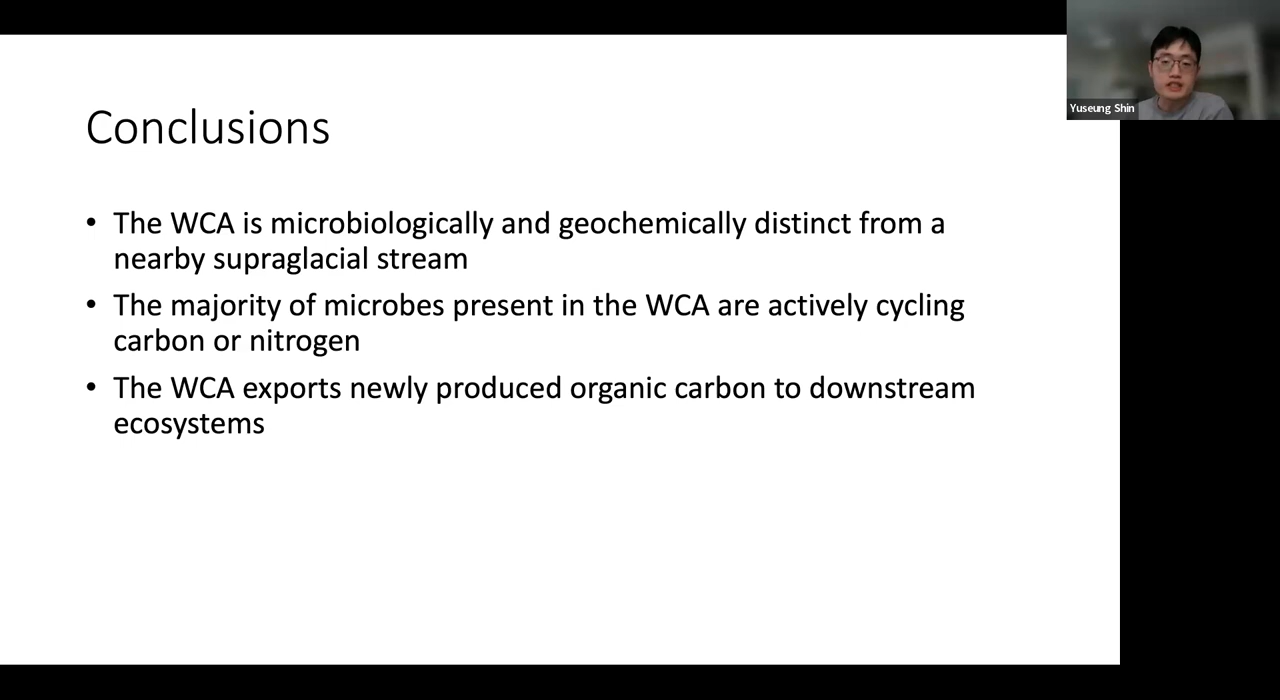 Yuseung Shin
Conclusions
• The WCA is microbiologically and geochemically distinct from a
nearby supraglacial stream
• The majority of microbes present in the WCA are actively cycling
carbon or nitrogen
• The WCA exports newly produced organic carbon to downstream
ecosystems